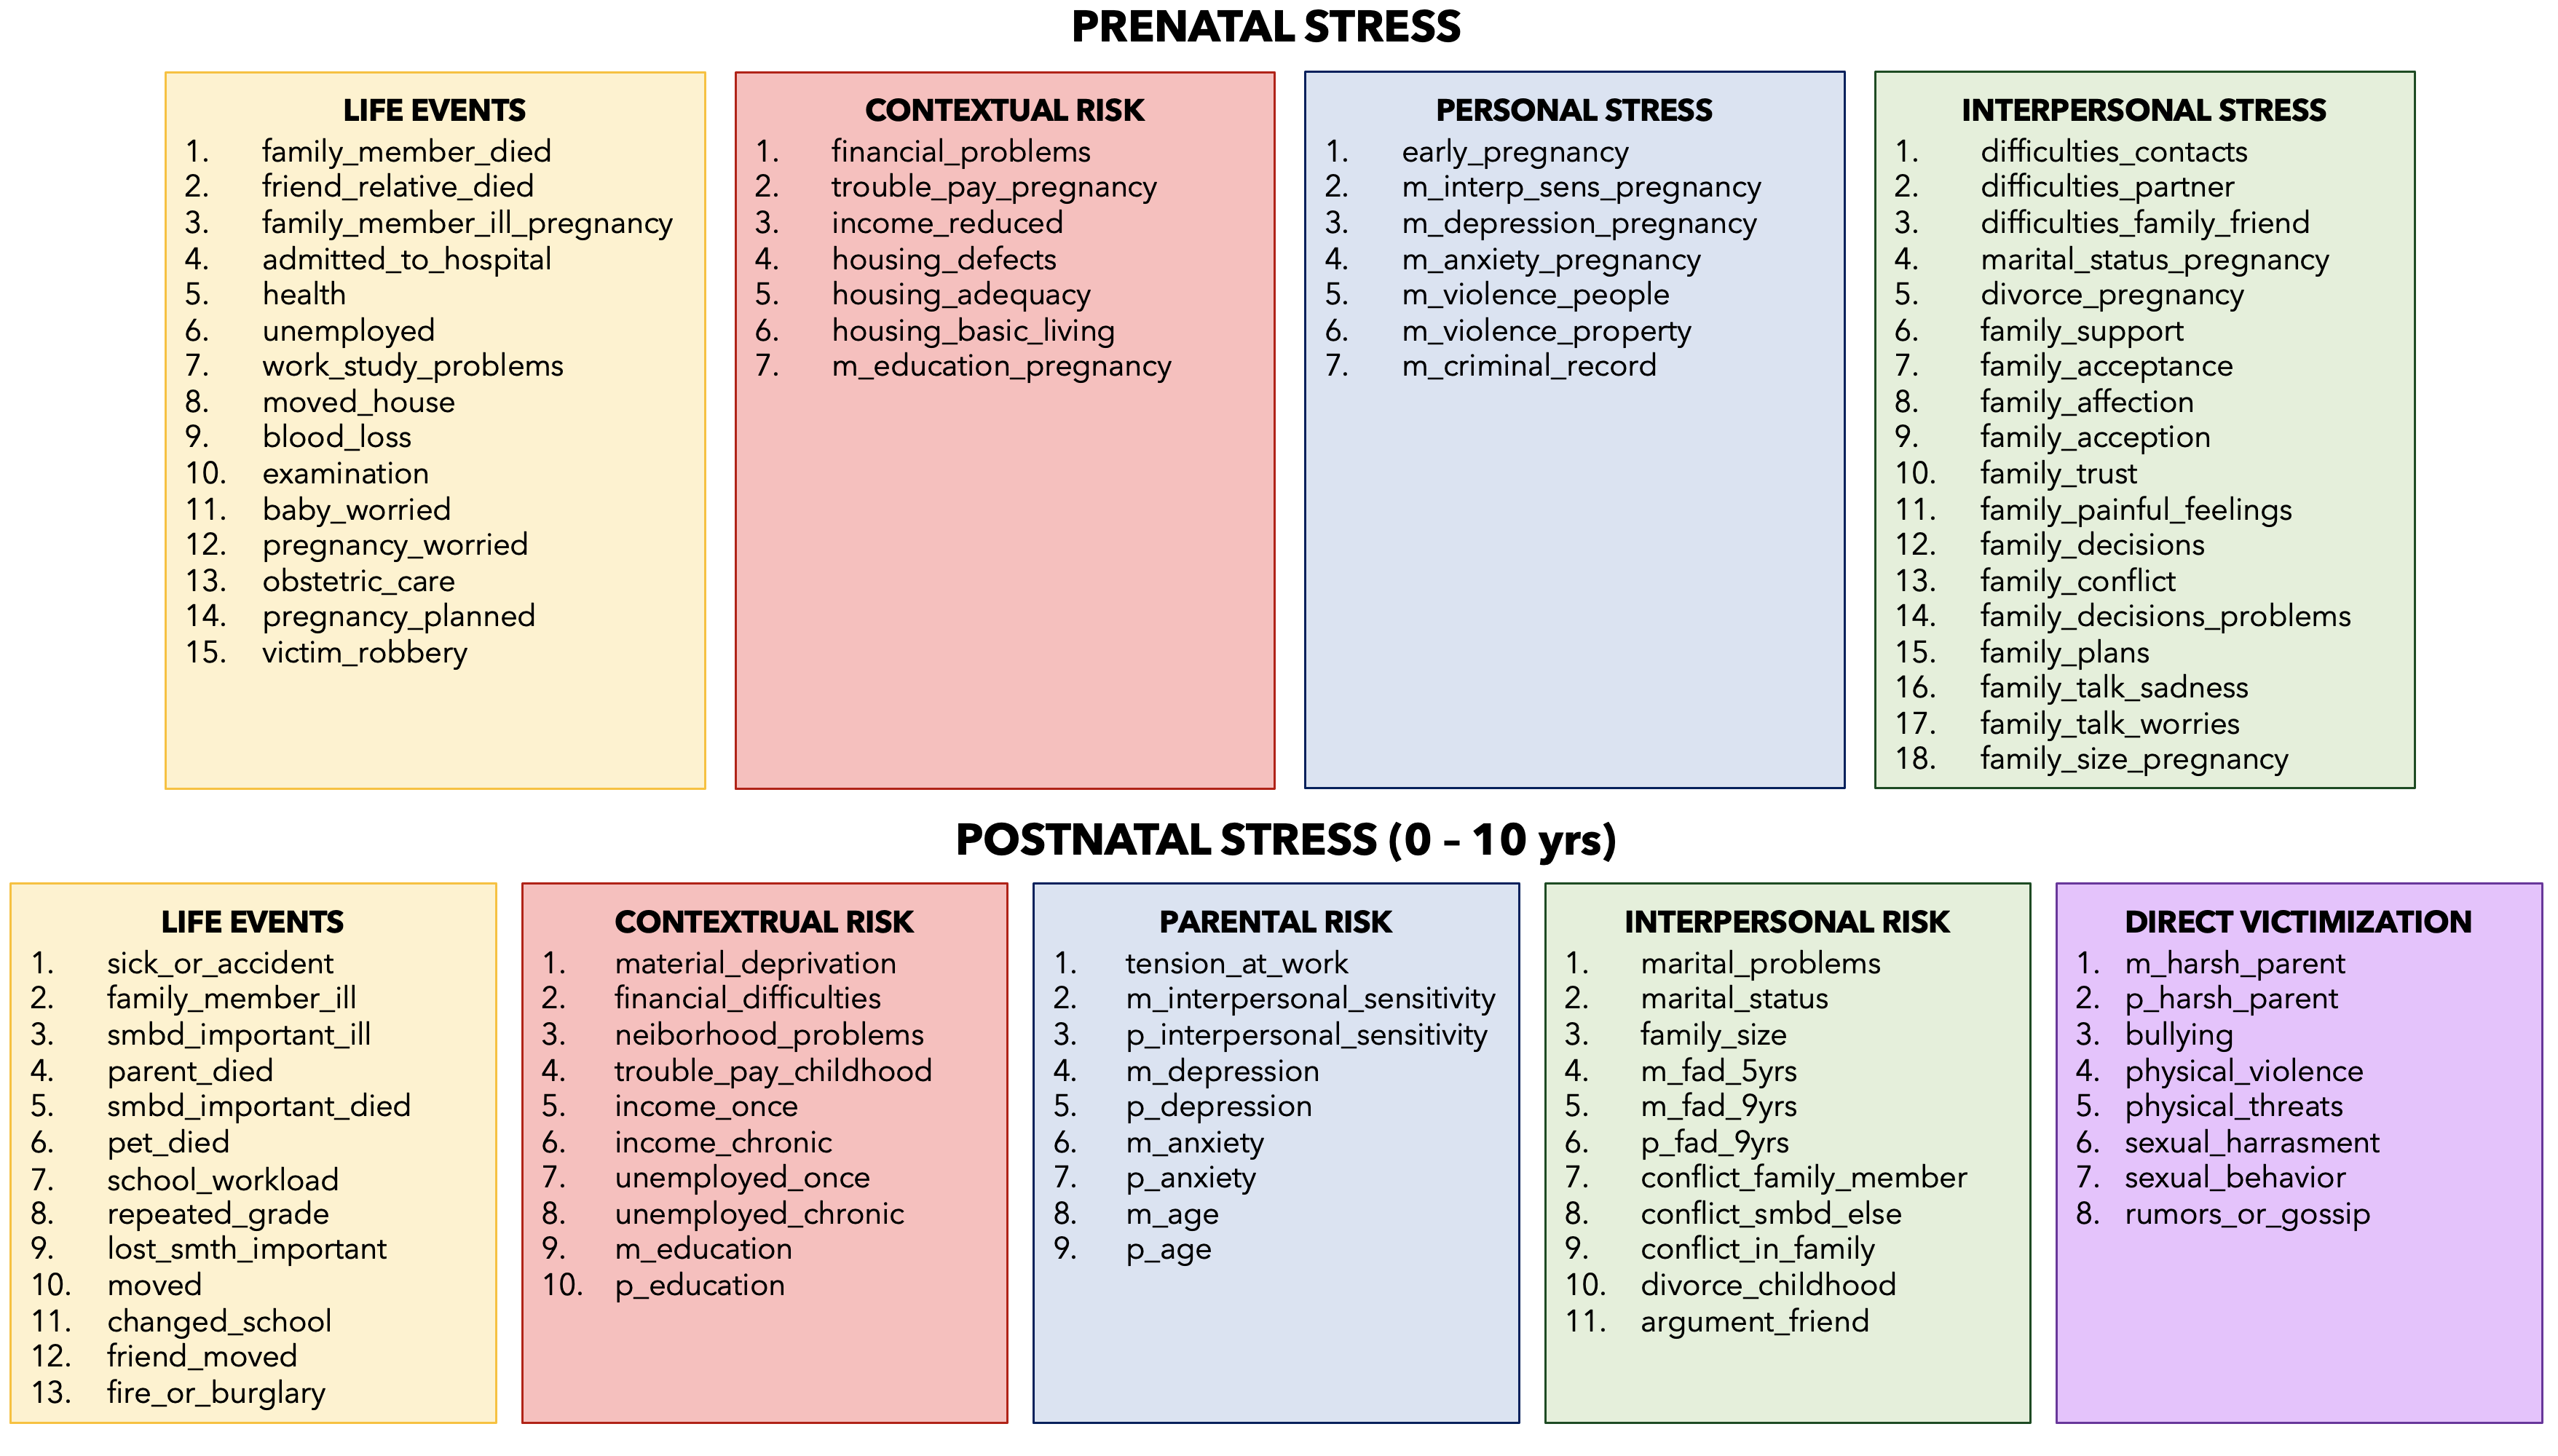 PRENATAL STRESS
LIFE EVENTS
1. family_member_died
2. friend_relative_died
3. family_member_ill_pregnancy
4. admitted_to_hospital
5. health
6. unemployed
7. work_study_problems
8. moved_house
9. blood_loss
10. examination
11. baby_worried
12. pregnancy_worried
13. obstetric_care
14. pregnancy_planned
15. victim_robbery
CONTEXTUAL RISK
1. financial_problems
2. trouble_pay_pregnancy
3. income_reduced
4. housing_defects
5. housing_adequacy
6. housing_basic_living
7. m_education_pregnancy
PERSONAL STRESS
1. early_pregnancy
2. m_interp_sens_pregnancy
3. m_depression_pregnancy
4. m_anxiety_pregnancy
5. m_violence_people
6. m_violence_property
7. m_criminal_record
INTERPERSONAL STRESS
1. difficulties_contacts
2. difficulties_partner
3. difficulties_family_friend
4. marital_status_pregnancy
5. divorce_pregnancy
6. family_support
7. family_acceptance
8. family_affection
9. family_acception
10. family_trust
11. family_painful_feelings
12. family_decisions
13. family_conflict
14. family_decisions_problems
15. family_plans
16. family_talk_sadness
17. family_talk_worries
18. family_size_pregnancy
POSTNATAL STRESS (0 – 10 yrs)
LIFE EVENTS
1. sick_or_accident
2. family_member_ill
3. smbd_important_ill
4. parent_died
5. smbd_important_died
6. pet_died
7. school_workload
8. repeated_grade
9. lost_smth_important
10. moved
11. changed_school
12. friend_moved
13. fire_or_burglary
CONTEXTRUAL RISK
1. material_deprivation
2. financial_difficulties
3. neiborhood_problems
4. trouble_pay_childhood
5. income_once
6. income_chronic
7. unemployed_once
8. unemployed_chronic
9. m_education
10. p_education
PARENTAL RISK
1. tension_at_work
2. m_interpersonal_sensitivity
3. p_interpersonal_sensitivity
4. m_depression
5. p_depression
6. m_anxiety
7. p_anxiety
8. m_age
9. p_age
INTERPERSONAL RISK
1. marital_problems
2. marital_status
3. family_size
4. m_fad_5yrs
5. m_fad_9yrs
6. p_fad_9yrs
7. conflict_family_member
8. conflict_smbd_else
9. conflict_in_family
10. divorce_childhood
11. argument_friend
DIRECT VICTIMIZATION
1. m_harsh_parent
2. p_harsh_parent
3. bullying
4. physical_violence
5. physical_threats
6. sexual_harrasment
7. sexual_behavior
8. rumors_or_gossip